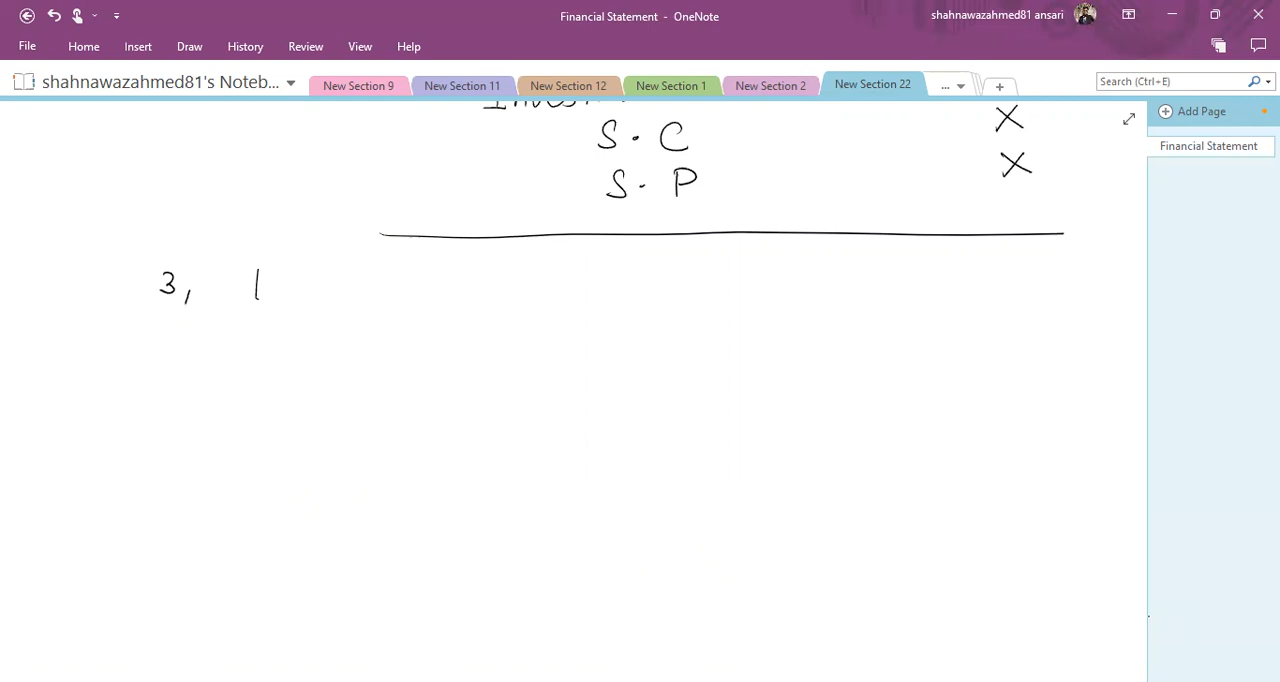 Financial Statement - OneNote
shahnawazahmed81 ansari
File Home Insert Draw History Review View Help
shahnawazahmed81's Noteb...
New Section 9 New Section 11 New Section 12 New Section 1 New Section 2 New Section 22 ... +
Search (Ctrl+E)
Add Page
Financial Statement
X
S. C
X
S. P
3, |